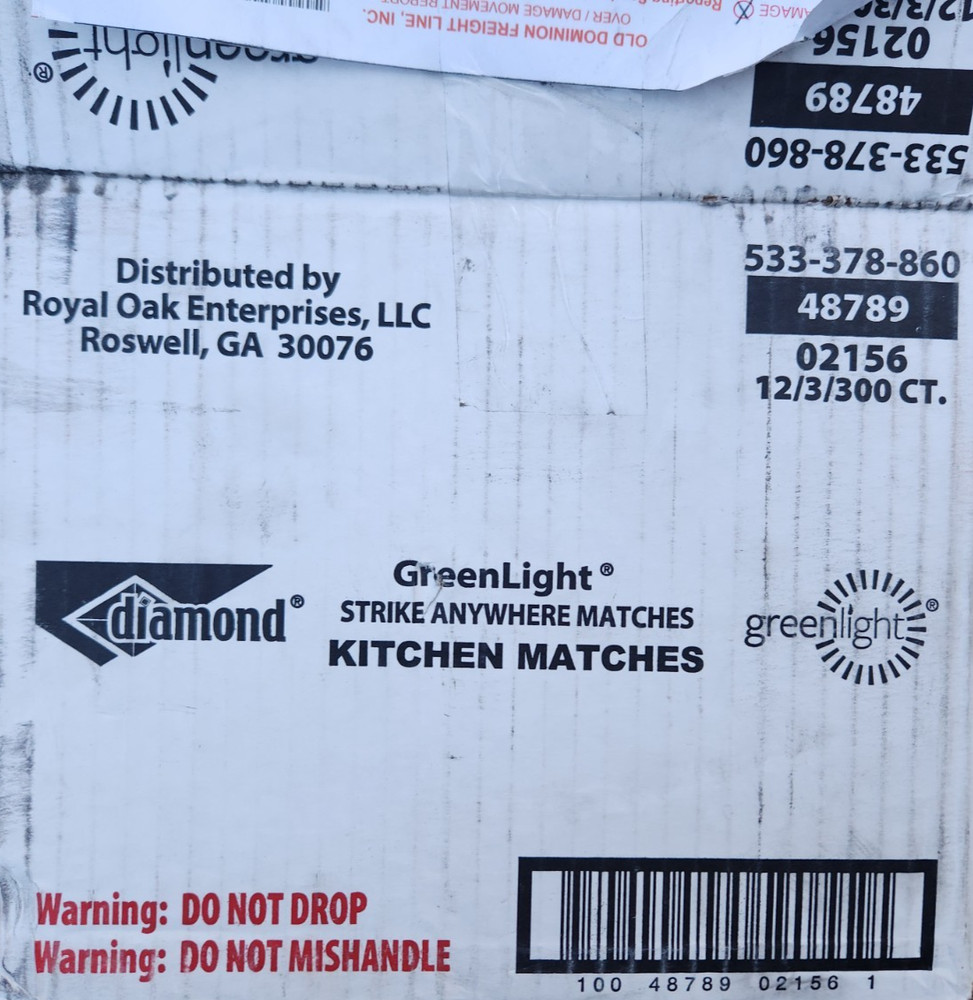 OVER / DAMAGE MOVEMENT REPORT
OLD DOMINION FREIGHT LINE, INC.
greenlight®
02156
48789
533-378-860
Distributed by
Royal Oak Enterprises, LLC
Roswell, GA 30076
533-378-860
48789
02156
12/3/300 CT.
diamond®
GreenLight®
STRIKE ANYWHERE MATCHES
KITCHEN MATCHES
greenlight®
Warning: DO NOT DROP
Warning: DO NOT MISHANDLE
100 48789 02156 1